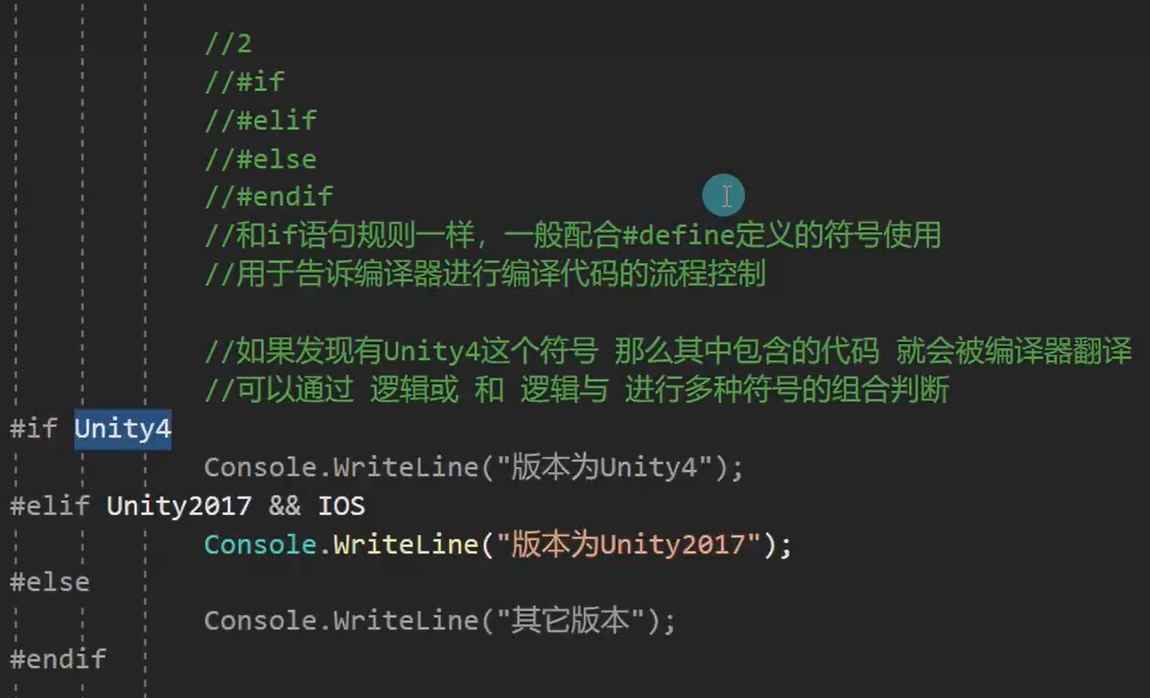 //2
//#if
//#elif
//#else
//#endif
//和if语句规则一样，一般配合#define定义的符号使用
//用于告诉编译器进行编译代码的流程控制
//如果发现有Unity4这个符号 那么其中包含的代码 就会被编译器翻译
//可以通过 逻辑或 和 逻辑与 进行多种符号的组合判断
#if Unity4
Console.WriteLine("版本为Unity4");
#elif Unity2017 && IOS
Console.WriteLine("版本为Unity2017");
#else
Console.WriteLine("其它版本");
#endif